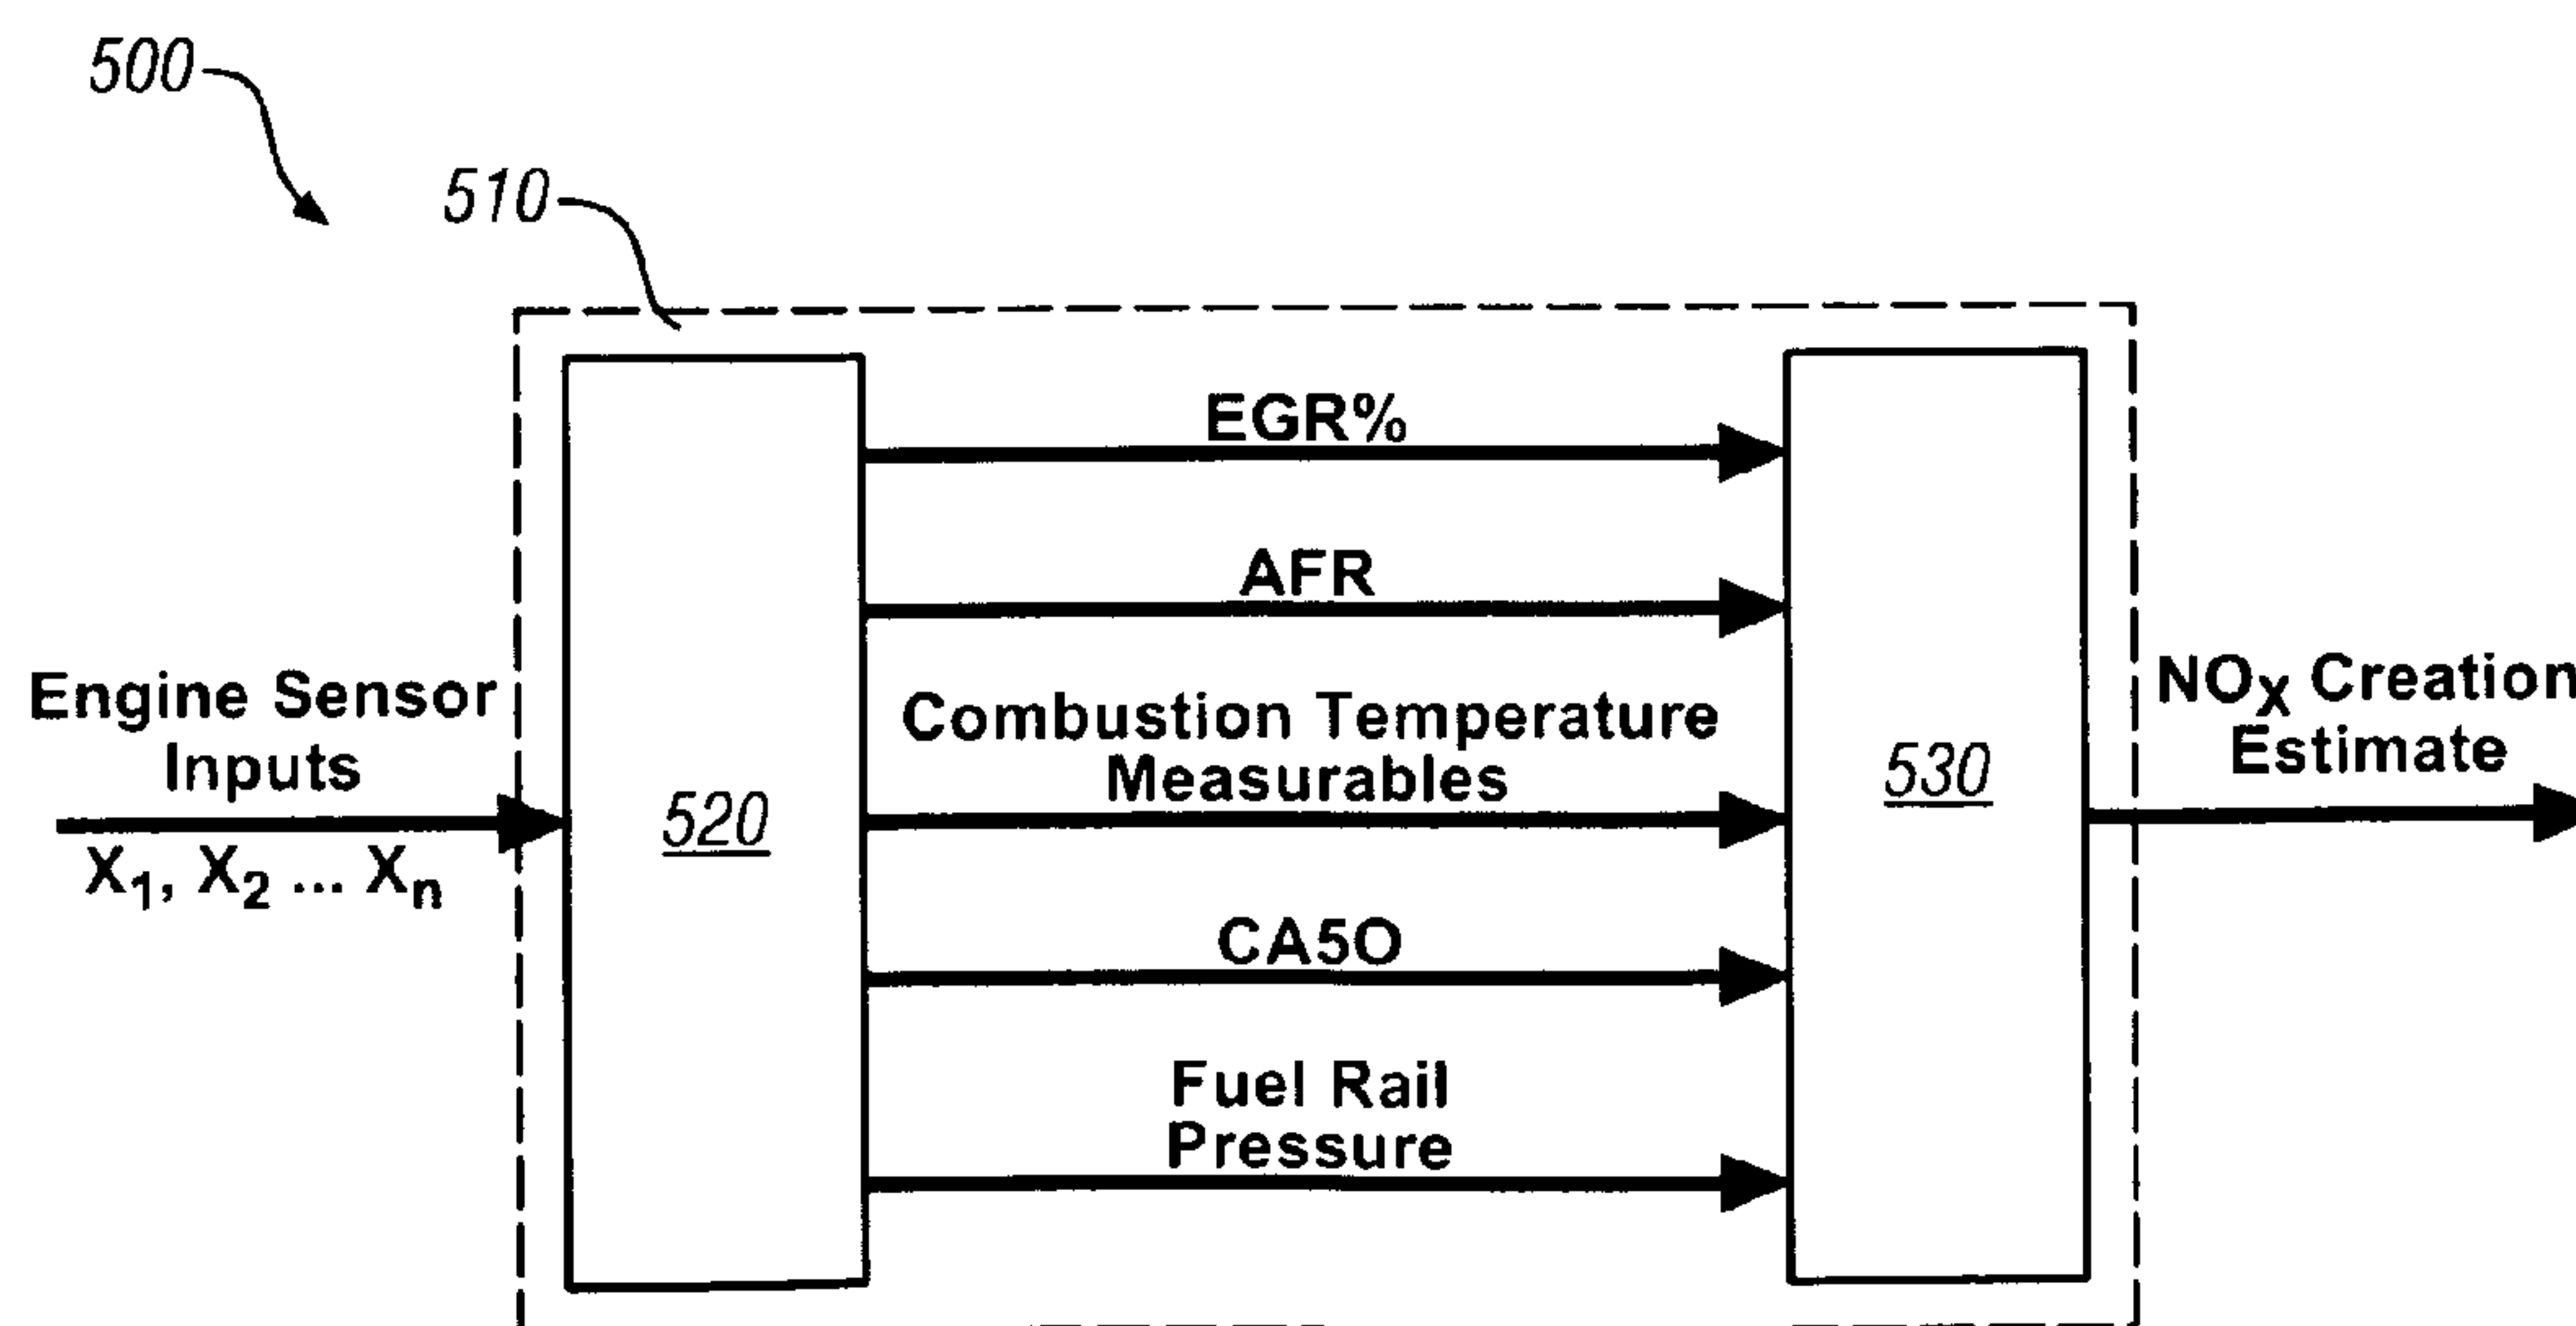 500
510
EGR%
AFR
Engine Sensor
Inputs
X1, X2 ... Xn
520
Combustion Temperature
Measurables
530
NOX Creation
Estimate
CA5O
Fuel Rail
Pressure